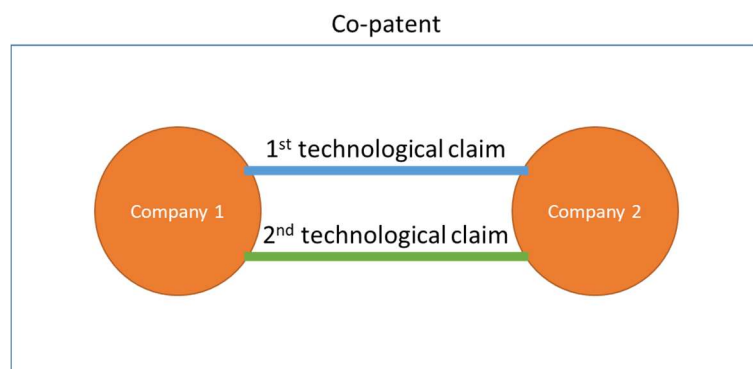 Co-patent
1st technological claim
Company 1
Company 2
2nd technological claim